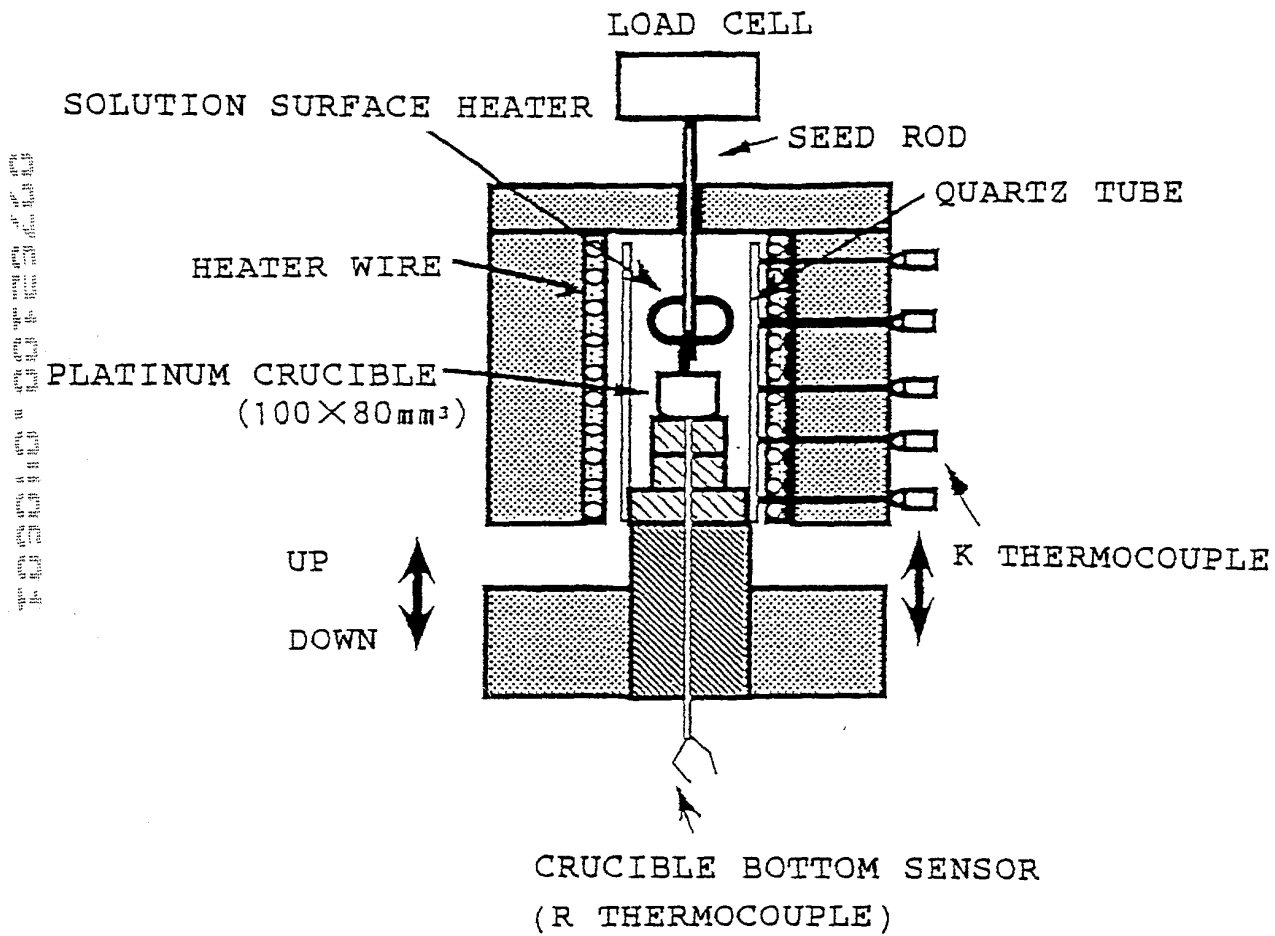 LOAD CELL
SOLUTION SURFACE HEATER
SEED ROD
QUARTZ TUBE
HEATER WIRE
PLATINUM CRUCIBLE
(100×80mm³)
UP
K THERMOCOUPLE
DOWN
CRUCIBLE BOTTOM SENSOR
(R THERMOCOUPLE)